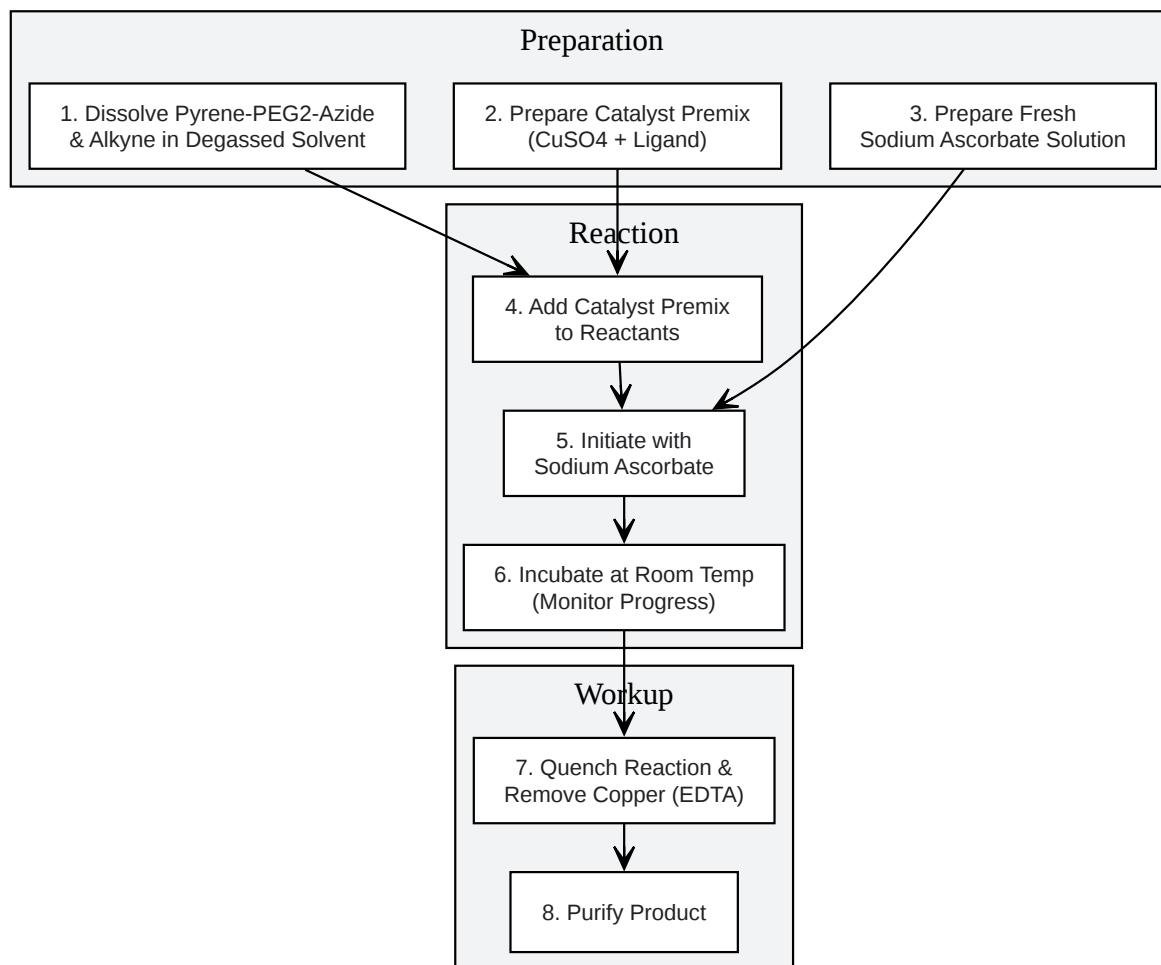 Preparation
1. Dissolve Pyrene-PEG2-Azide
& Alkyne in Degassed Solvent
2. Prepare Catalyst Premix
(CuSO4 + Ligand)
3. Prepare Fresh
Sodium Ascorbate Solution
Reaction
4. Add Catalyst Premix
to Reactants
5. Initiate with
Sodium Ascorbate
6. Incubate at Room Temp
(Monitor Progress)
Workup
7. Quench Reaction &
Remove Copper (EDTA)
8. Purify Product